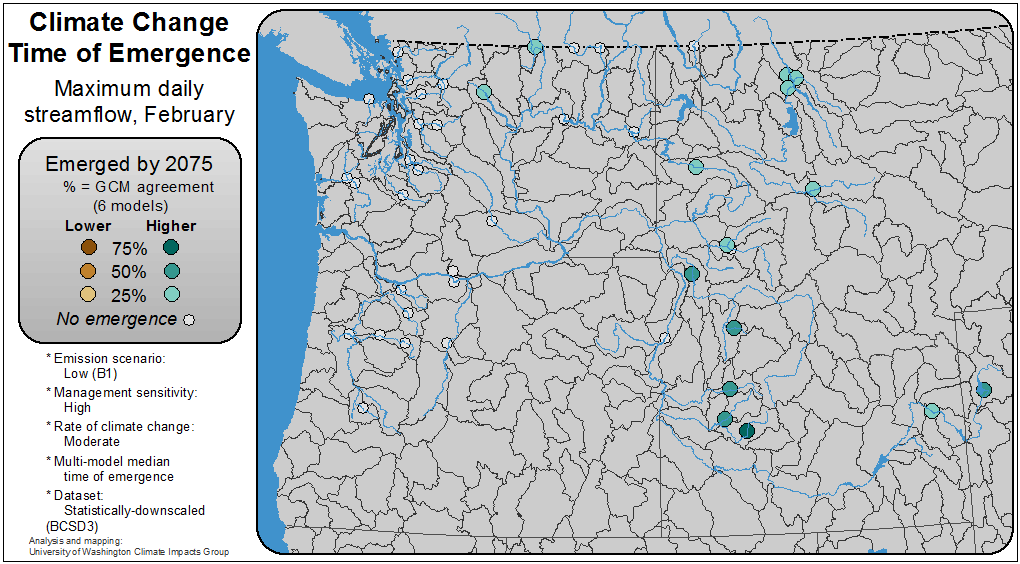 Climate Change
Time of Emergence
Maximum daily
streamflow, February
Emerged by 2075
% = GCM agreement
(6 models)
Lower Higher
75%
50%
25%
No emergence
* Emission scenario:
Low (B1)
* Management sensitivity:
High
* Rate of climate change:
Moderate
* Multi-model median
time of emergence
* Dataset:
Statistically-downscaled
(BCSD3)
Analysis and mapping:
University of Washington Climate Impacts Group